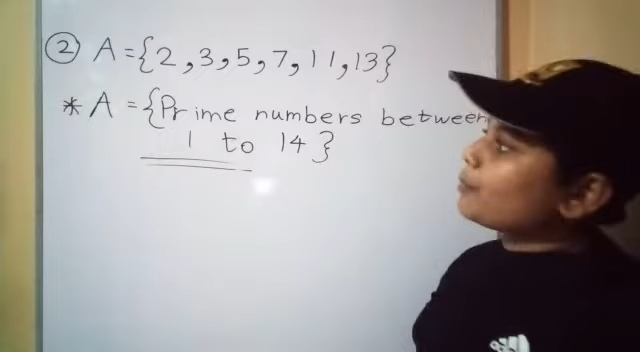 ② A = {2, 3, 5, 7, 11, 13}
* A = {Prime numbers between
1 to 14}